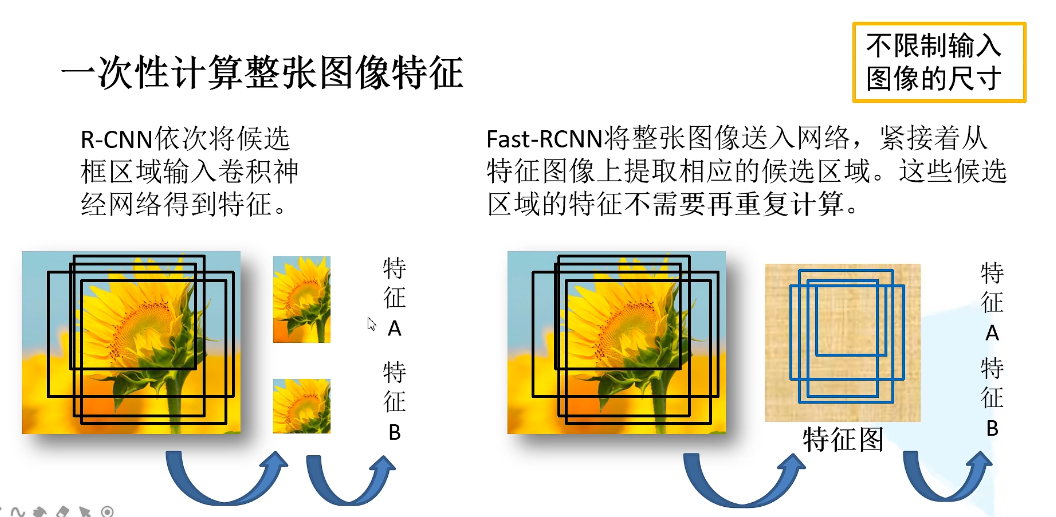 不限制输入
图像的尺寸
一次性计算整张图像特征
R-CNN依次将候选
框区域输入卷积神
经网络得到特征。
Fast-RCNN将整张图像送入网络，紧接着从
特征图像上提取相应的候选区域。这些候选
区域的特征不需要再重复计算。
特
征
A
特
征
B
特征图
特
征
A
特
征
B